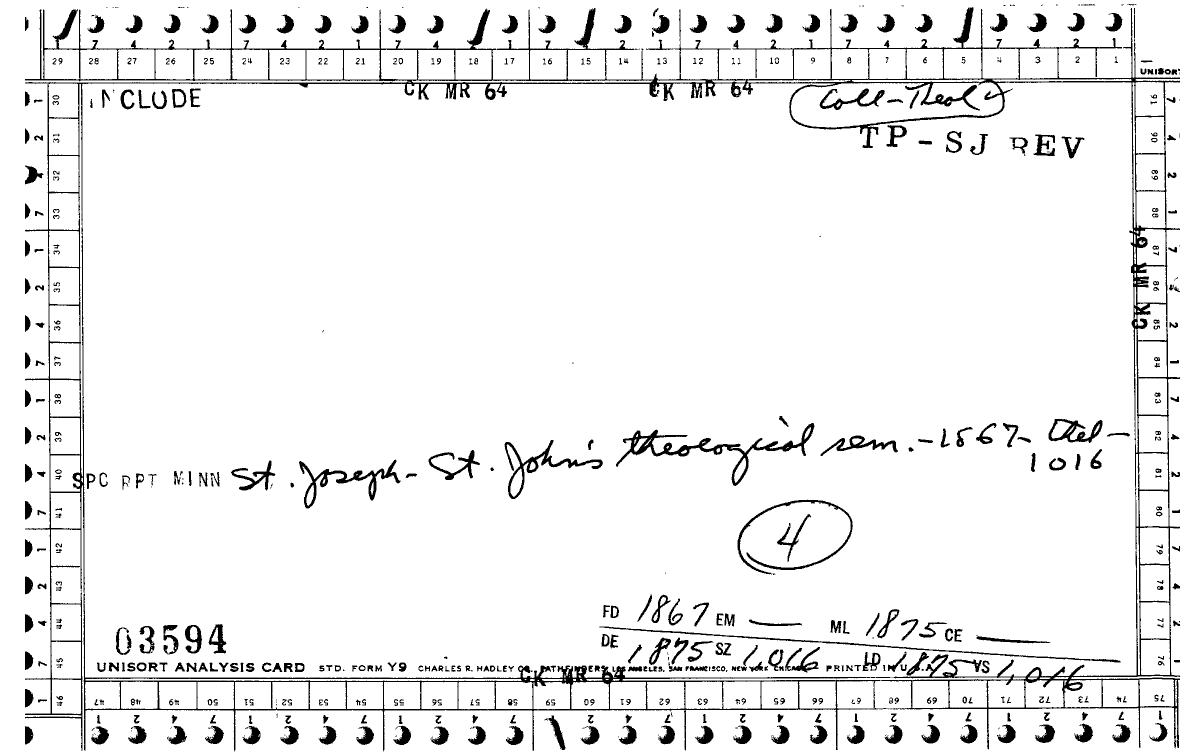 1 7 4 2 1 7 4 2 1 7 4 1 7 4 2 1 7 4 2 1 7 4 2 7 4 2 1
29 28 27 26 25 24 23 22 21 20 19 18 17 16 15 14 13 12 11 10 9 8 7 6 5 4 3 2 1
UNISORT
INCLUDE CK MR 64 CK MR 64 Coll-Theol
TP-SJ REV
CK MR 64
SPC RPT MINN St. Joseph- St. John's theological sem. -1867-
1016
4
FD 1867 EM — ML 1875 CE —
03594
DE 1875 SZ 1,016 LD 1875 VS 1,016
UNISORT ANALYSIS CARD STD. FORM Y9 CHARLES R. HADLEY CO., PATHFINDERS LOS ANGELES, SAN FRANCISCO, NEW YORK CHICAGO PRINTED IN U.S.A.
CK MR 64
30 31 32 33 34 35 36 37 38 39 40 41 42 43 44 45 46
47 48 49 50 51 52 53 54 55 56 57 58 59 60 61 62 63 64 65 66 67 68 69 70 71 72 73 74 75
76 77 78 79 80 81 82 83 84 85 86 87 88 89 90 91